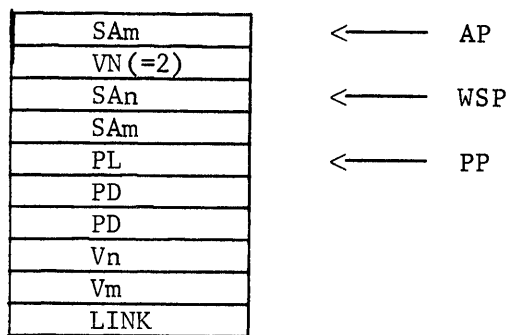 SAm <—— AP
VN(=2)
SAn <—— WSP
SAm
PL <—— PP
PD
PD
Vn
Vm
LINK